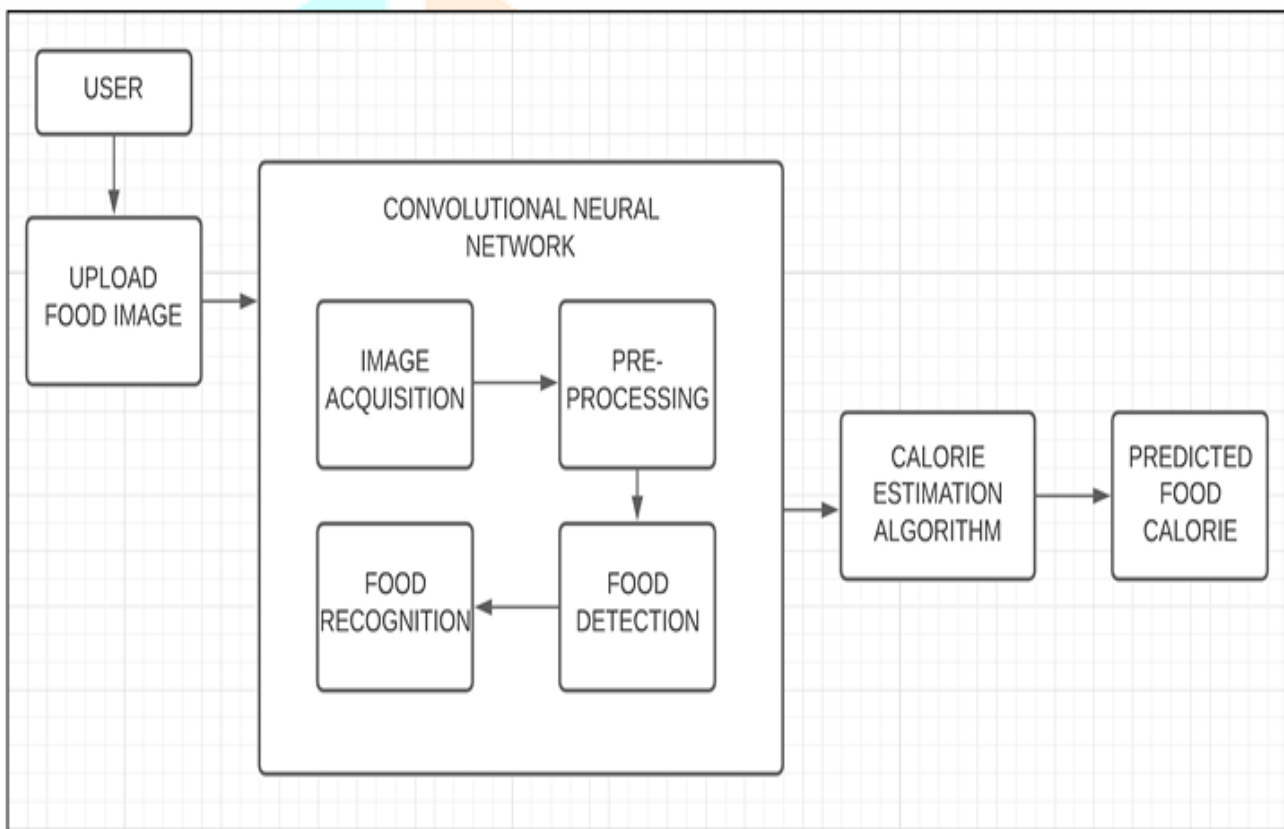 USER
UPLOAD
FOOD IMAGE
CONVOLUTIONAL NEURAL
NETWORK
IMAGE
ACQUISITION
PRE-
PROCESSING
FOOD
RECOGNITION
FOOD
DETECTION
CALORIE
ESTIMATION
ALGORITHM
PREDICTED
FOOD
CALORIE